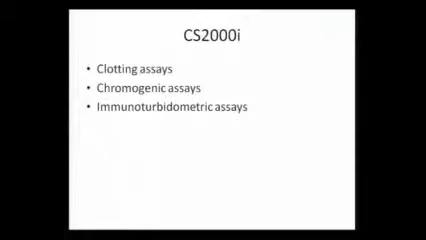 CS2000i
• Clotting assays
• Chromogenic assays
• Immunoturbidometric assays